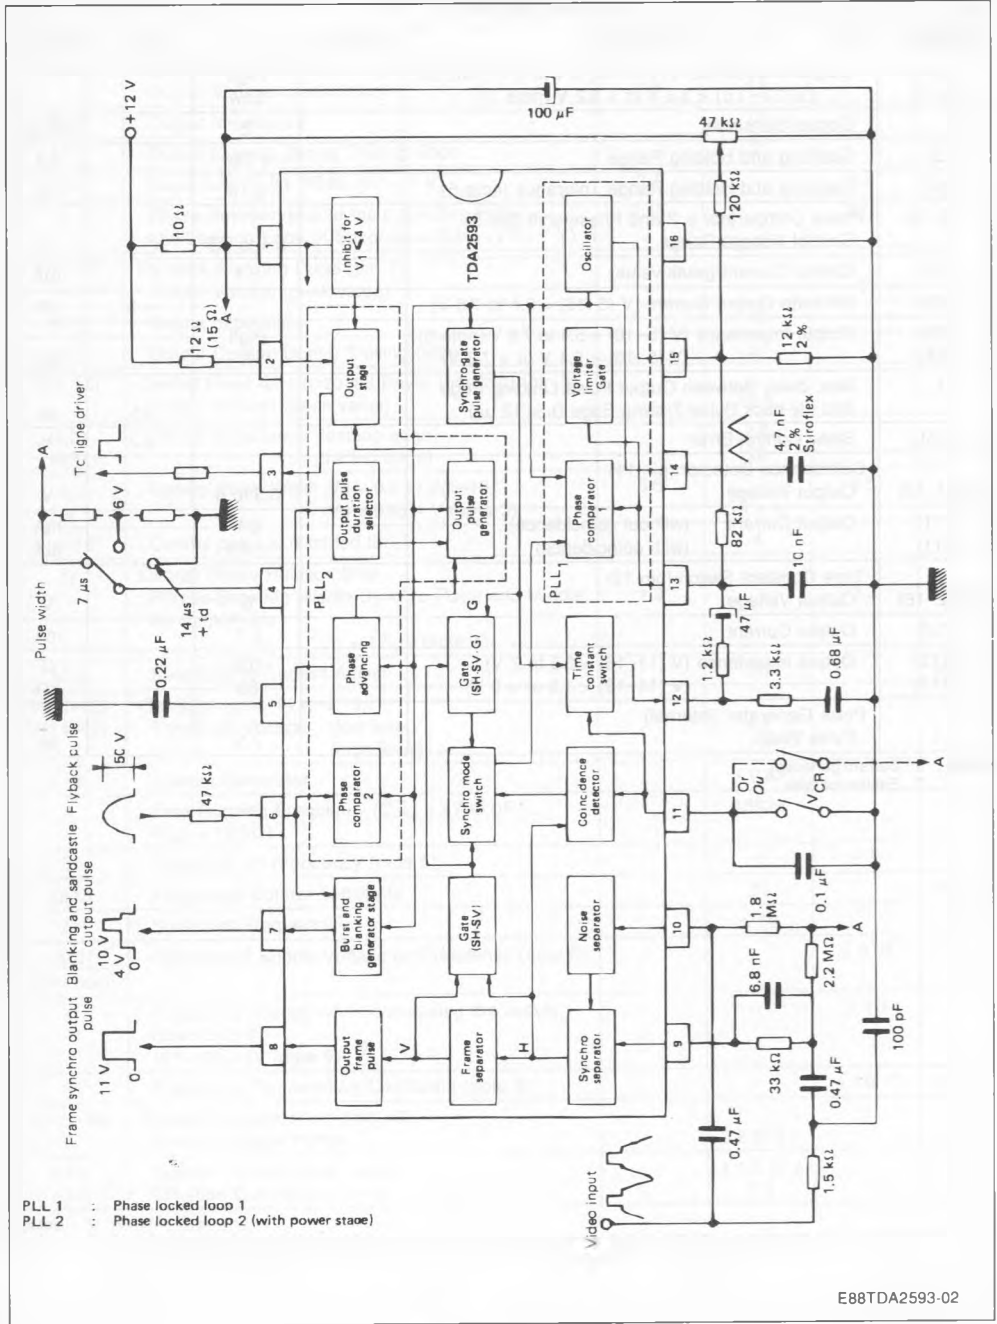 +12 V
100 µF
47 kΩ
120 kΩ
10 Ω
A
12 Ω
(15 Ω)
Tc ligne driver
A
6 V
Pulse width
7 µs
14 µs
+ td
0.22 µF
50 V
47 kΩ
Flyback pulse
Blanking and sandcastle
output pulse
10 V
4 V
0
Frame synchro output
pulse
11 V
0
1
2
3
4
5
6
7
8
TDA2593
Inhibit for
V1 ⩽ 4 V
Output
stage
Synchro-gate
pulse generator
Oscillator
Voltage
limiter
Gate
Output pulse
duration
selector
Output
pulse
generator
Phase
comparator
1
PLL 2
PLL 1
G
Phase
advancing
Gate
(SH-SV-G)
Time
constant
switch
Phase
comparator
2
Synchro mode
switch
Coincidence
detector
Burst and
blanking
generator stage
Gate
(SH-SV)
Noise
separator
Output
frame
pulse
V
Frame
separator
H
Synchro
separator
16
15
14
13
12
11
10
9
12 kΩ
2 %
4.7 nF
2 %
Siroflex
82 kΩ
10 nF
47 µF
1.2 kΩ
3.3 kΩ
0.68 µF
Or
Ou
VCR
A
0.1 µF
1.8
MΩ
A
6.8 nF
2.2 MΩ
33 kΩ
100 pF
0.47 µF
0.47 µF
1.5 kΩ
Video input
PLL 1 : Phase locked loop 1
PLL 2 : Phase locked loop 2 (with power stage)
E88TDA2593-02